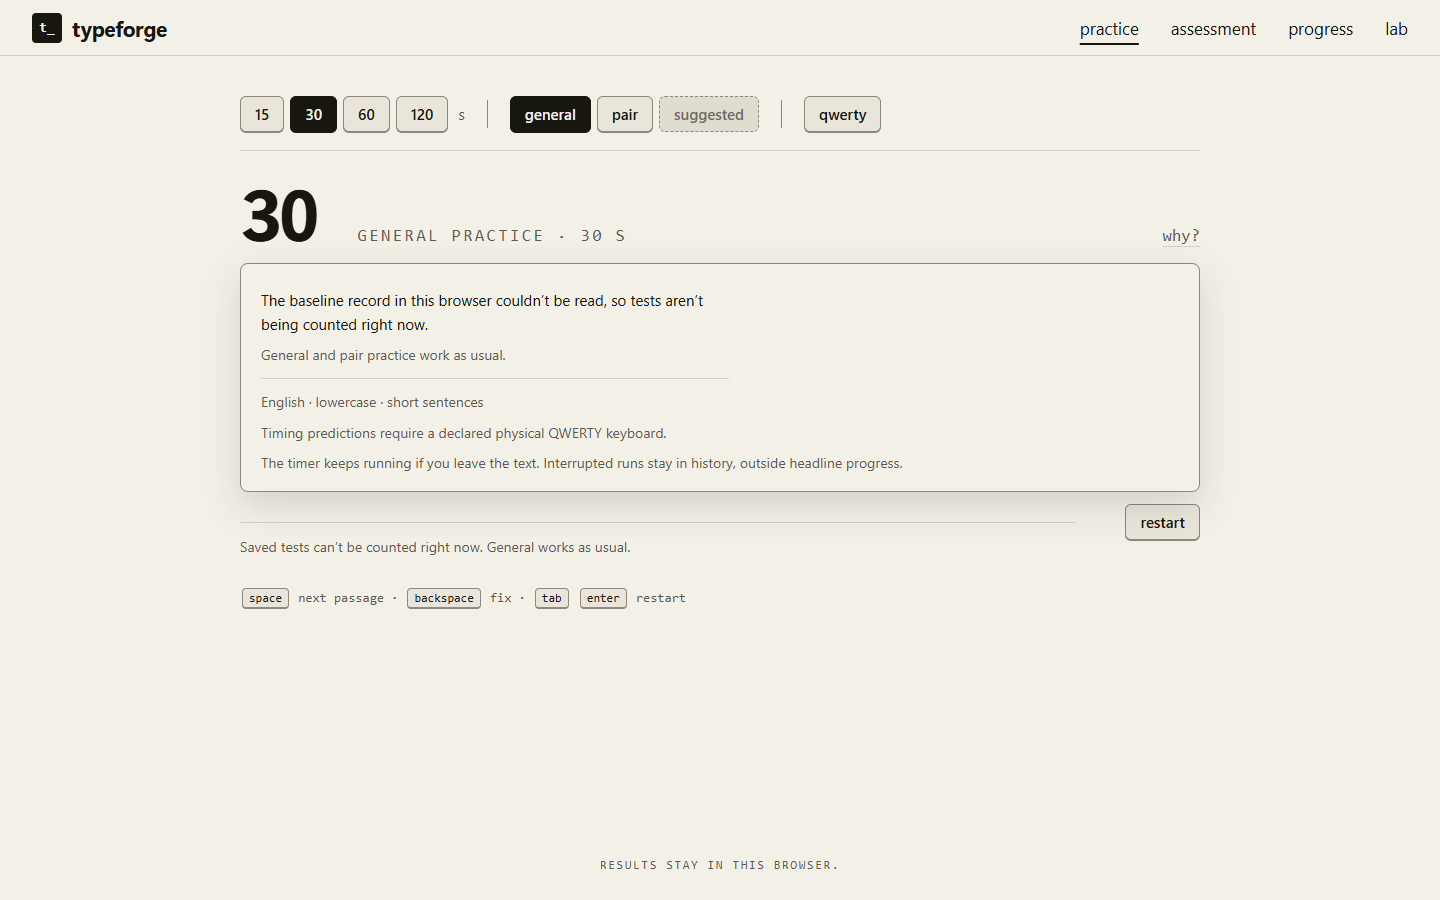 t_ typeforge practice assessment progress lab
15 30 60 120 s general pair suggested qwerty
30 GENERAL PRACTICE · 30 S why?
The baseline record in this browser couldn’t be read, so tests aren’t
being counted right now.
General and pair practice work as usual.
English · lowercase · short sentences
Timing predictions require a declared physical QWERTY keyboard.
The timer keeps running if you leave the text. Interrupted runs stay in history, outside headline progress.
restart
Saved tests can’t be counted right now. General works as usual.
space next passage · backspace fix · tab enter restart
RESULTS STAY IN THIS BROWSER.